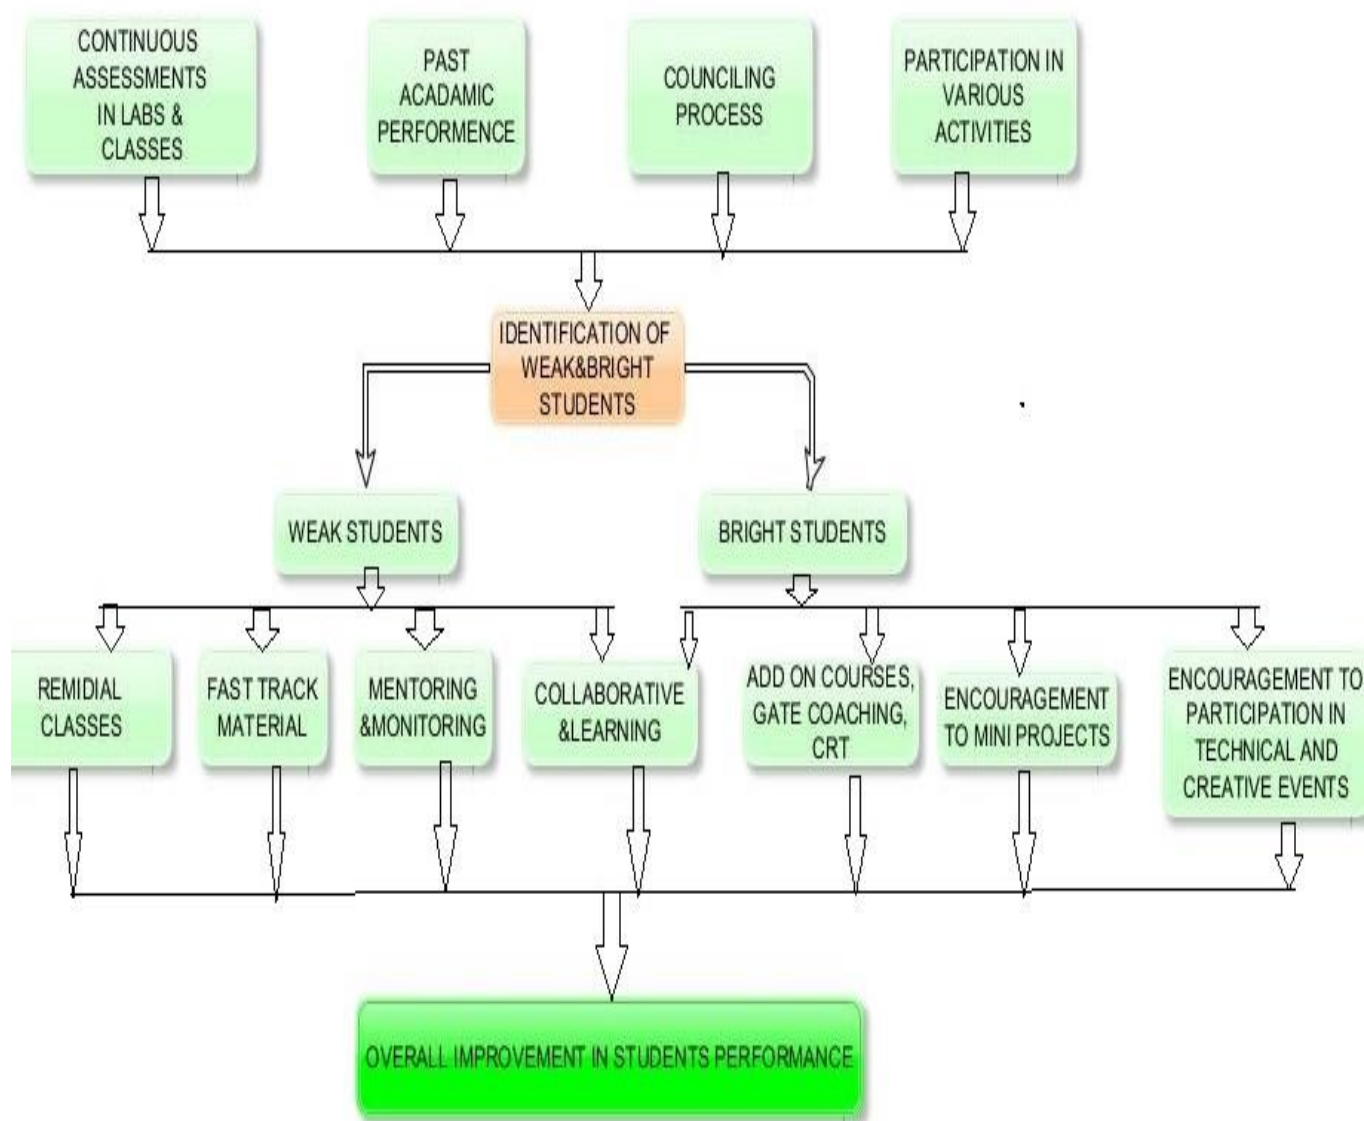 CONTINUOUS
ASSESSMENTS
IN LABS &
CLASSES
PAST
ACADAMIC
PERFORMENCE
COUNCILING
PROCESS
PARTICIPATION IN
VARIOUS
ACTIVITIES
IDENTIFICATION OF
WEAK&BRIGHT
STUDENTS
WEAK STUDENTS
BRIGHT STUDENTS
REMIDIAL
CLASSES
FAST TRACK
MATERIAL
MENTORING
&MONITORING
COLLABORATIVE
&LEARNING
ADD ON COURSES,
GATE COACHING,
CRT
ENCOURAGEMENT
TO MINI PROJECTS
ENCOURAGEMENT TO
PARTICIPATION IN
TECHNICAL AND
CREATIVE EVENTS
OVERALL IMPROVEMENT IN STUDENTS PERFORMANCE